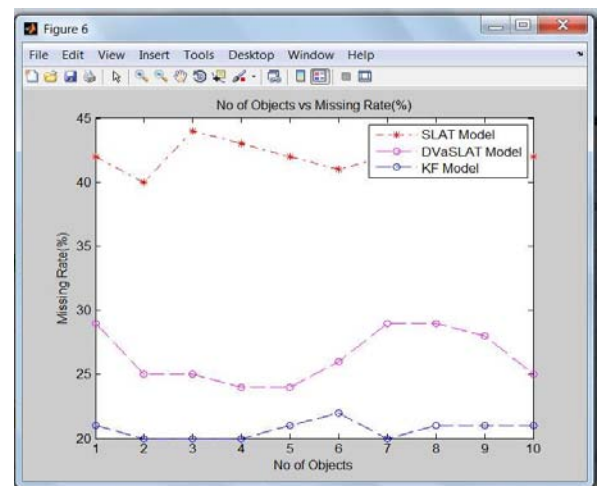 Figure 6
File Edit View Insert Tools Desktop Window Help
No of Objects vs Missing Rate(%)
SLAT Model
DVaSLAT Model
KF Model
Missing Rate(%)
45
40
35
30
25
20
1 2 3 4 5 6 7 8 9 10
No of Objects